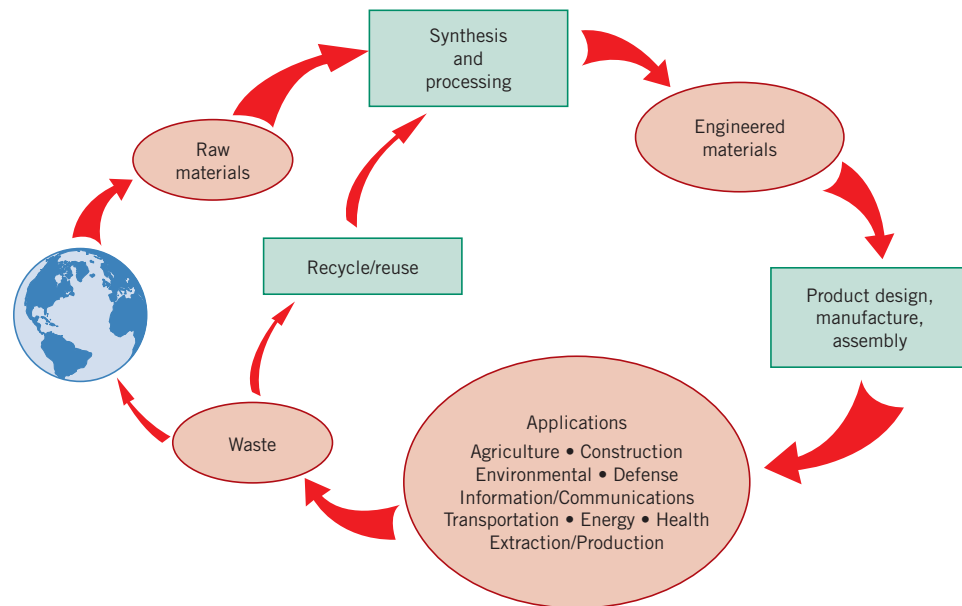 Synthesis
and
processing
Engineered
materials
Raw
materials
Recycle/reuse
Product design,
manufacture,
assembly
Applications
Agriculture • Construction
Environmental • Defense
Information/Communications
Transportation • Energy • Health
Extraction/Production
Waste